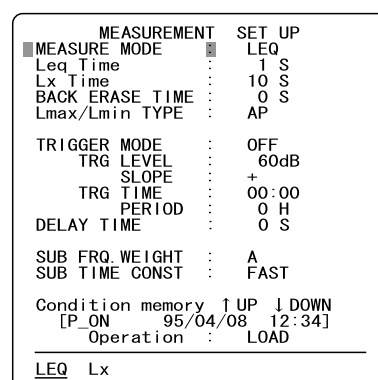 MEASUREMENT SET UP
MEASURE MODE : LEQ
Leq Time : 1 S
Lx Time : 10 S
BACK ERASE TIME : 0 S
Lmax/Lmin TYPE : AP
TRIGGER MODE : OFF
TRG LEVEL : 60dB
SLOPE : +
TRG TIME : 00:00
PERIOD : 0 H
DELAY TIME : 0 S
SUB FRQ.WEIGHT : A
SUB TIME CONST : FAST
Condition memory ↑UP ↓DOWN
[P_ON 95/04/08 12:34]
Operation : LOAD
LEQ Lx